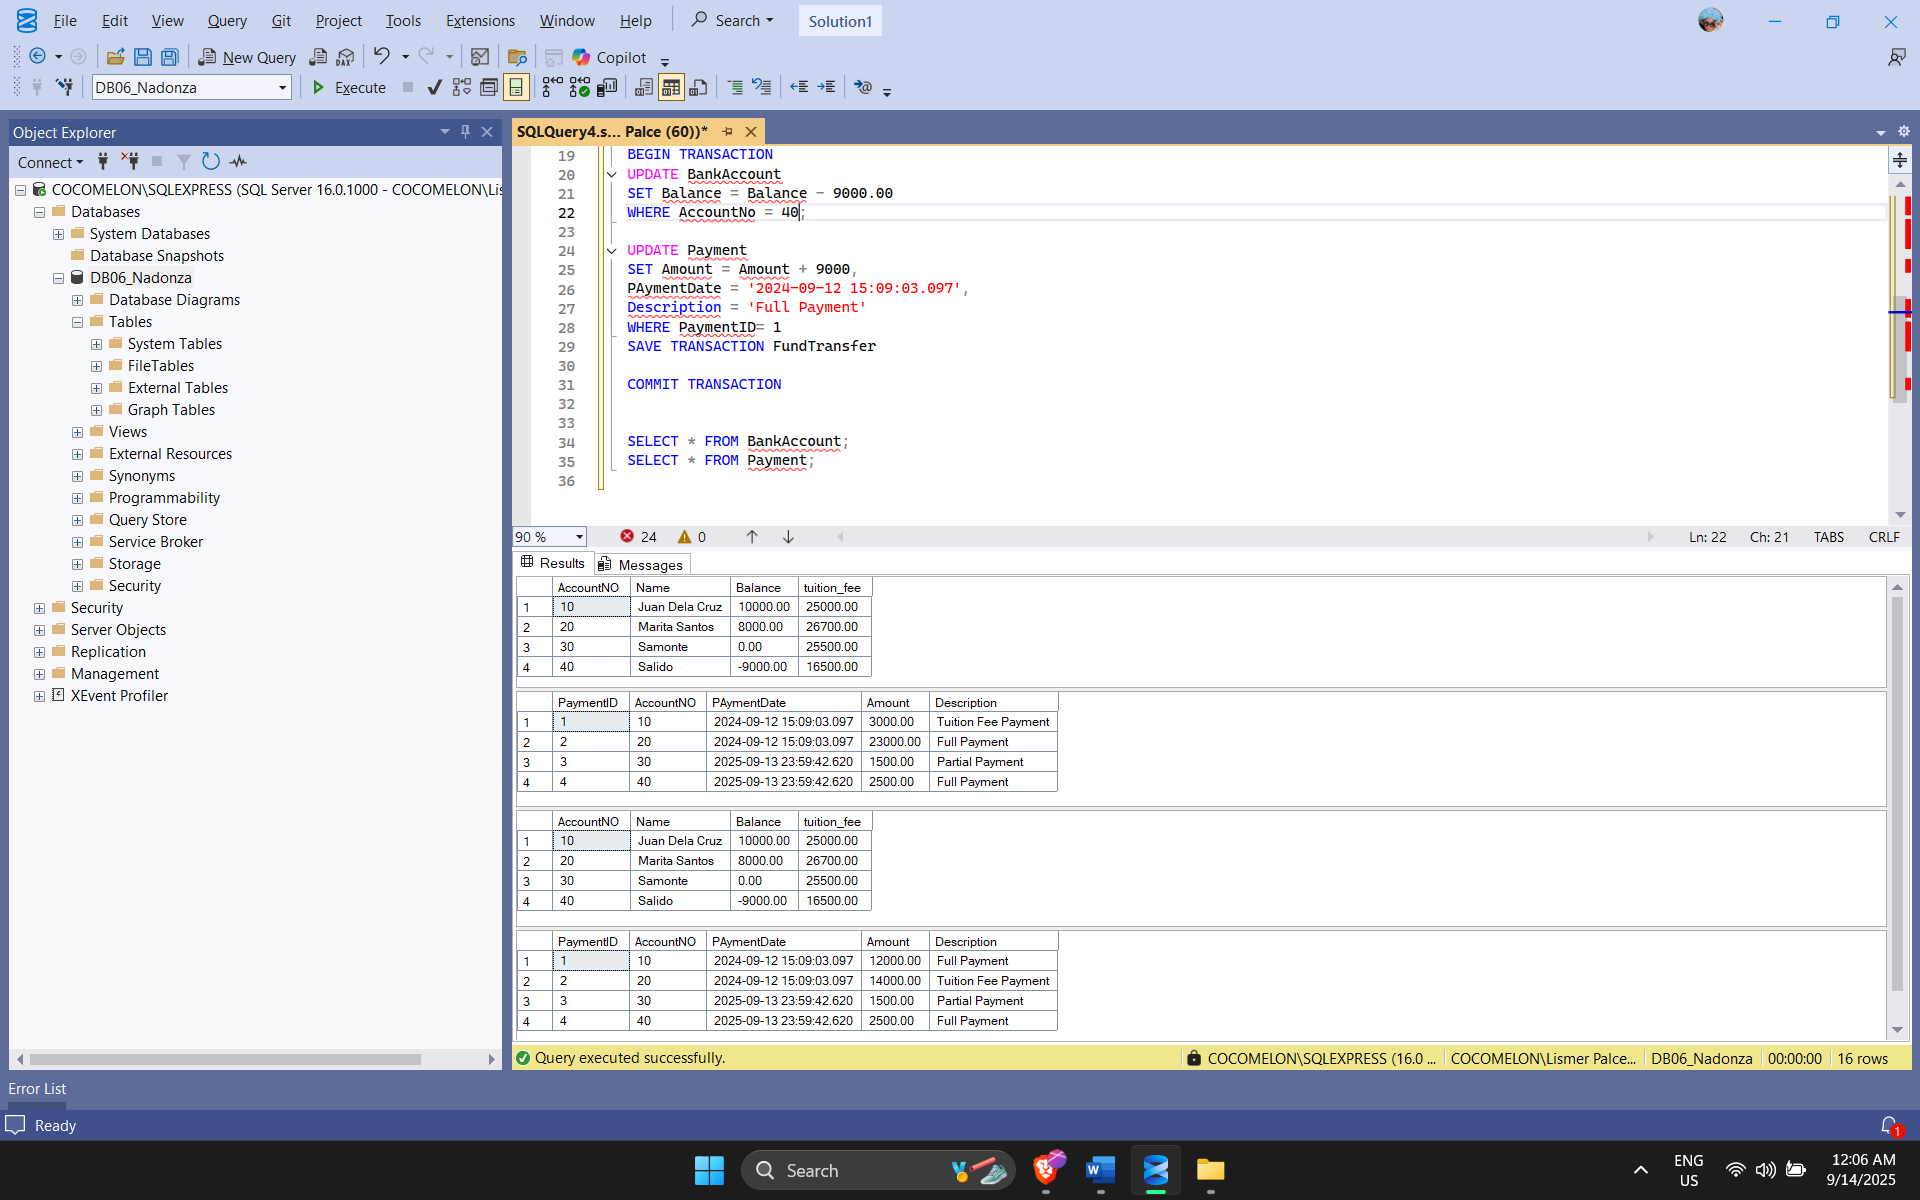 File Edit View Query Git Project Tools Extensions Window Help Search Solution1
New Query DAX Copilot
DB06_Nadonza Execute
Object Explorer
Connect
COCOMELON\SQLEXPRESS (SQL Server 16.0.1000 - COCOMELON\Lis
Databases
System Databases
Database Snapshots
DB06_Nadonza
Database Diagrams
Tables
System Tables
FileTables
External Tables
Graph Tables
Views
External Resources
Synonyms
Programmability
Query Store
Service Broker
Storage
Security
Security
Server Objects
Replication
Management
XEvent Profiler
SQLQuery4.s... Palce (60))*
19 BEGIN TRANSACTION
20 UPDATE BankAccount
21 SET Balance = Balance - 9000.00
22 WHERE AccountNo = 40;
23
24 UPDATE Payment
25 SET Amount = Amount + 9000,
26 PAymentDate = '2024-09-12 15:09:03.097',
27 Description = 'Full Payment'
28 WHERE PaymentID= 1
29 SAVE TRANSACTION FundTransfer
30
31 COMMIT TRANSACTION
32
33
34 SELECT * FROM BankAccount;
35 SELECT * FROM Payment;
36
90 % 24 0 Ln: 22 Ch: 21 TABS CRLF
Results Messages
AccountNO Name Balance tuition_fee
1 10 Juan Dela Cruz 10000.00 25000.00
2 20 Marita Santos 8000.00 26700.00
3 30 Samonte 0.00 25500.00
4 40 Salido -9000.00 16500.00
PaymentID AccountNO PAymentDate Amount Description
1 1 10 2024-09-12 15:09:03.097 3000.00 Tuition Fee Payment
2 2 20 2024-09-12 15:09:03.097 23000.00 Full Payment
3 3 30 2025-09-13 23:59:42.620 1500.00 Partial Payment
4 4 40 2025-09-13 23:59:42.620 2500.00 Full Payment
AccountNO Name Balance tuition_fee
1 10 Juan Dela Cruz 10000.00 25000.00
2 20 Marita Santos 8000.00 26700.00
3 30 Samonte 0.00 25500.00
4 40 Salido -9000.00 16500.00
PaymentID AccountNO PAymentDate Amount Description
1 1 10 2024-09-12 15:09:03.097 12000.00 Full Payment
2 2 20 2024-09-12 15:09:03.097 14000.00 Tuition Fee Payment
3 3 30 2025-09-13 23:59:42.620 1500.00 Partial Payment
4 4 40 2025-09-13 23:59:42.620 2500.00 Full Payment
Query executed successfully. COCOMELON\SQLEXPRESS (16.0 ... COCOMELON\Lismer Palce... DB06_Nadonza 00:00:00 16 rows
Error List
Ready 1
Search ENG US 12:06 AM 9/14/2025